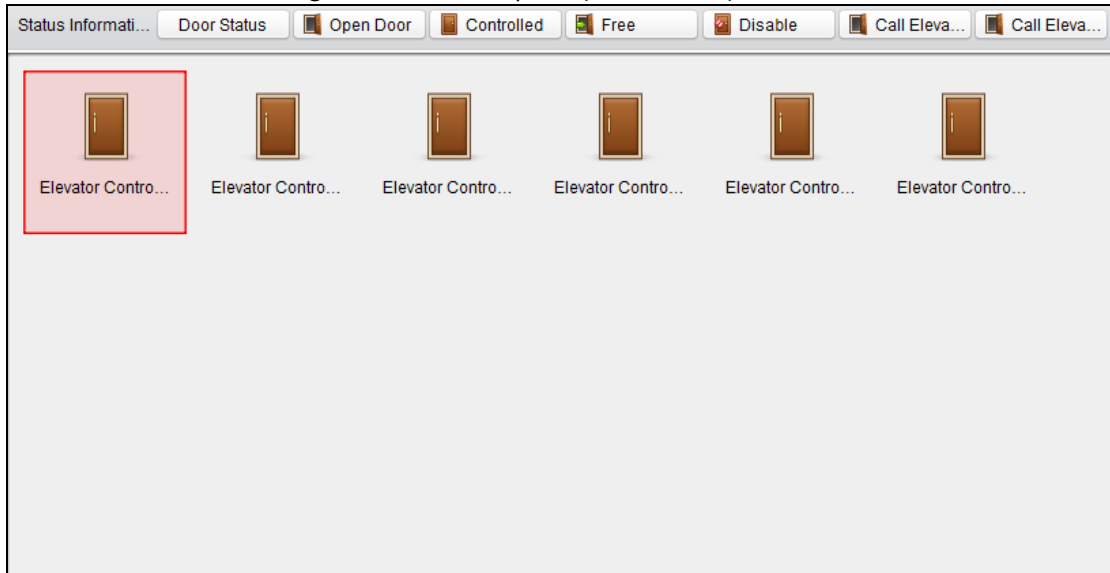 Status Informati... Door Status Open Door Controlled Free Disable Call Eleva... Call Eleva...
Elevator Contro... Elevator Contro... Elevator Contro... Elevator Contro... Elevator Contro... Elevator Contro...